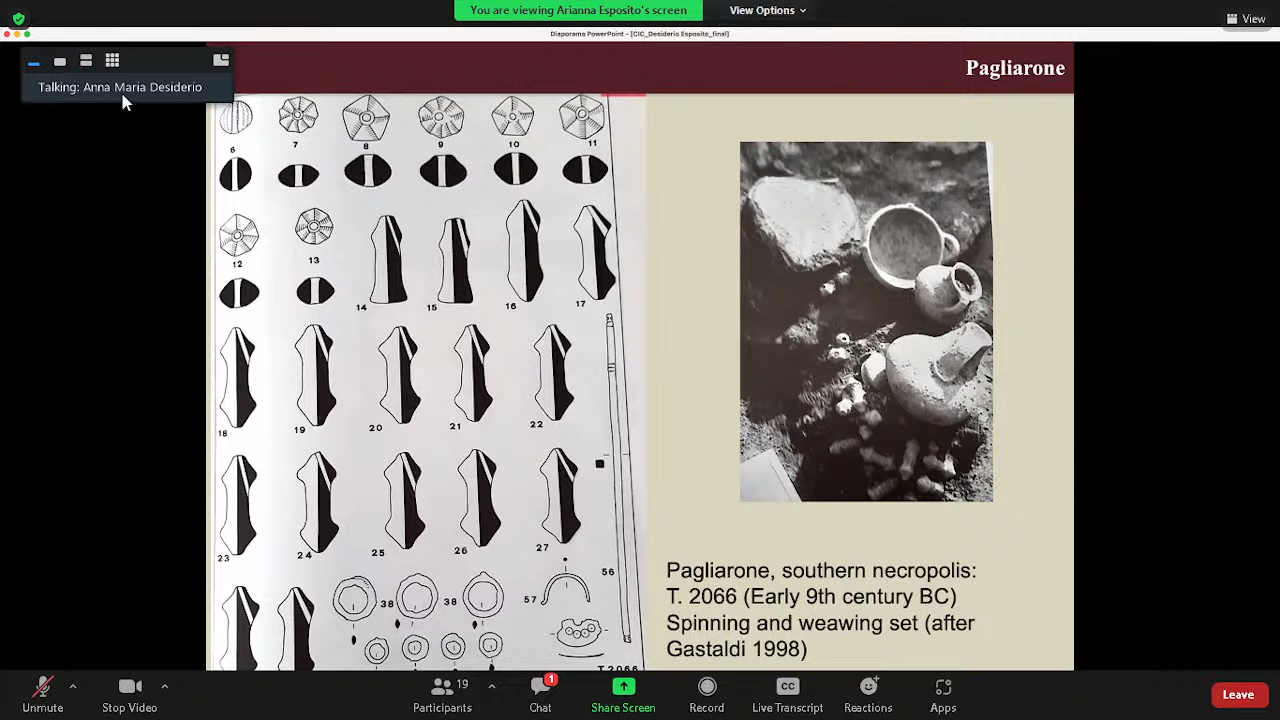 You are viewing Arianna Esposito's screen
View Options
View
Diaporama PowerPoint - [CIC_Desiderio Esposito_final]
Talking: Anna Maria Desiderio
Pagliarone
6 7 8 9 10 11
12 13 14 15 16 17
18 19 20 21 22
23 24 25 26 27
56
38 38 57
T 2066
Pagliarone, southern necropolis:
T. 2066 (Early 9th century BC)
Spinning and weawing set (after
Gastaldi 1998)
Unmute
Stop Video
19
Participants
1
Chat
Share Screen
Record
CC
Live Transcript
Reactions
Apps
Leave